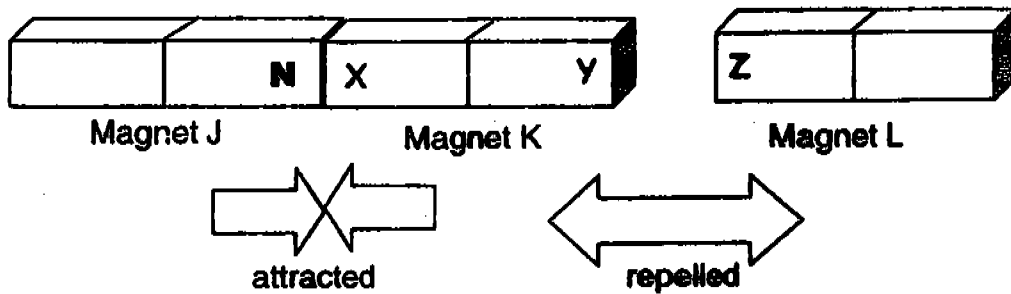 N X Y Z
Magnet J Magnet K Magnet L
attracted repelled